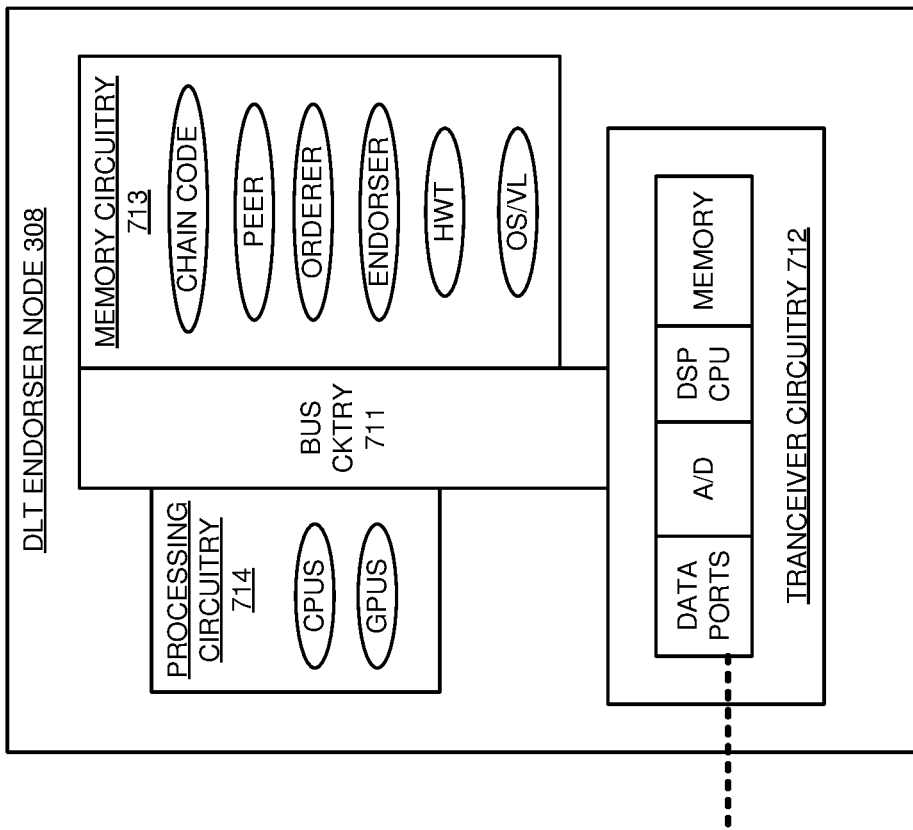 DLT ENDORSER NODE 308
PROCESSING
CIRCUITRY
714
CPUS
GPUS
BUS
CKTRY
711
MEMORY CIRCUITRY
713
CHAIN CODE
PEER
ORDERER
ENDORSER
HWT
OS/VL
DATA
PORTS
A/D
DSP
CPU
MEMORY
TRANCEIVER CIRCUITRY 712